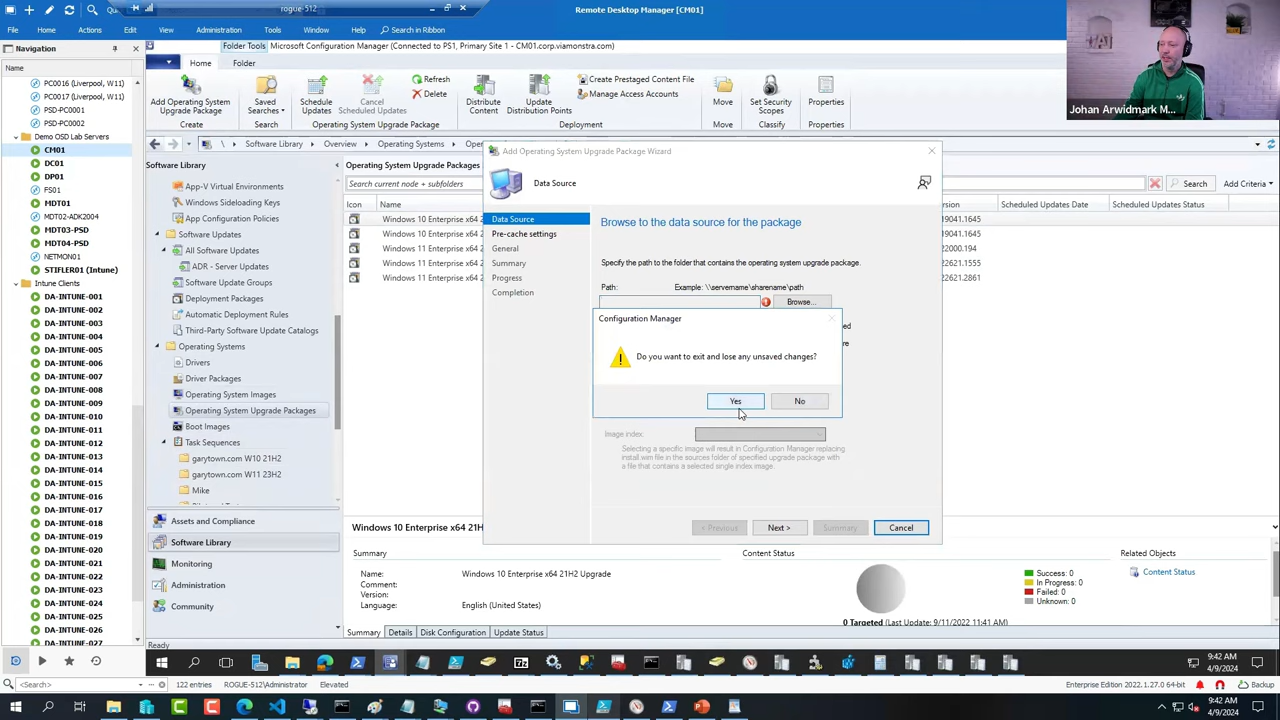 rogue-512
Remote Desktop Manager [CM01]
File
Home
Actions
Edit
View
Administration
Tools
Window
Help
Search in Ribbon
Navigation
Name
PC0016 (Liverpool, W11)
PC0017 (Liverpool, W11)
PSD-PC0001
PSD-PC0002
Demo OSD Lab Servers
CM01
DC01
DP01
FS01
MDT01
MDT02-ADK2004
MDT03-PSD
MDT04-PSD
NETMON01
STIFLER01 (Intune)
Intune Clients
DA-INTUNE-001
DA-INTUNE-002
DA-INTUNE-003
DA-INTUNE-004
DA-INTUNE-005
DA-INTUNE-006
DA-INTUNE-007
DA-INTUNE-008
DA-INTUNE-009
DA-INTUNE-010
DA-INTUNE-011
DA-INTUNE-012
DA-INTUNE-013
DA-INTUNE-014
DA-INTUNE-015
DA-INTUNE-016
DA-INTUNE-017
DA-INTUNE-018
DA-INTUNE-019
DA-INTUNE-020
DA-INTUNE-021
DA-INTUNE-022
DA-INTUNE-023
DA-INTUNE-024
DA-INTUNE-025
DA-INTUNE-026
DA-INTUNE-027
Folder Tools
Microsoft Configuration Manager (Connected to PS1, Primary Site 1 - CM01.corp.viamonstra.com)
Home
Folder
Add Operating System
Upgrade Package
Create
Saved
Searches
Search
Schedule
Updates
Cancel
Scheduled Updates
Refresh
Delete
Operating System Upgrade Package
Distribute
Content
Update
Distribution Points
Create Prestaged Content File
Manage Access Accounts
Deployment
Move
Move
Set Security
Scopes
Classify
Properties
Properties
Johan Arwidmark M...
\ Software Library Overview Operating Systems Oper
Software Library
App-V Virtual Environments
Windows Sideloading Keys
App Configuration Policies
Software Updates
All Software Updates
ADR - Server Updates
Software Update Groups
Deployment Packages
Automatic Deployment Rules
Third-Party Software Update Catalogs
Operating Systems
Drivers
Driver Packages
Operating System Images
Operating System Upgrade Packages
Boot Images
Task Sequences
garytown.com W10 21H2
garytown.com W11 23H2
Mike
Assets and Compliance
Software Library
Monitoring
Administration
Community
Operating System Upgrade Packages
Search current node + subfolders
Search
Add Criteria
Icon Name
ersion Scheduled Updates Date Scheduled Updates Status
Windows 10 Enterprise x64 2 19041.1645
Windows 10 Enterprise x64 2 19041.1645
Windows 11 Enterprise x64 2 22000.194
Windows 11 Enterprise x64 2 22621.1555
Windows 11 Enterprise x64 2 22621.2861
Add Operating System Upgrade Package Wizard
Data Source
Data Source
Pre-cache settings
General
Summary
Progress
Completion
Browse to the data source for the package
Specify the path to the folder that contains the operating system upgrade package.
Path: Example: \\servername\sharename\path
Browse...
Configuration Manager
Do you want to exit and lose any unsaved changes?
Yes
No
Image index:
Selecting a specific image will result in Configuration Manager replacing
install.wim file in the sources folder of specified upgrade package with
a file that contains a selected single index image.
< Previous
Next >
Summary
Cancel
Windows 10 Enterprise x64 21H
Summary
Name: Windows 10 Enterprise x64 21H2 Upgrade
Comment:
Version:
Language: English (United States)
Content Status
Success: 0
In Progress: 0
Failed: 0
Unknown: 0
0 Targeted (Last Update: 9/11/2022 11:41 AM)
Related Objects
Content Status
Summary
Details
Disk Configuration
Update Status
Ready
9:42 AM
4/9/2024
<Search>
122 entries
ROGUE-512\Administrator
Elevated
Enterprise Edition 2022.1.27.0 64-bit
Backup
9:42 AM
4/9/2024